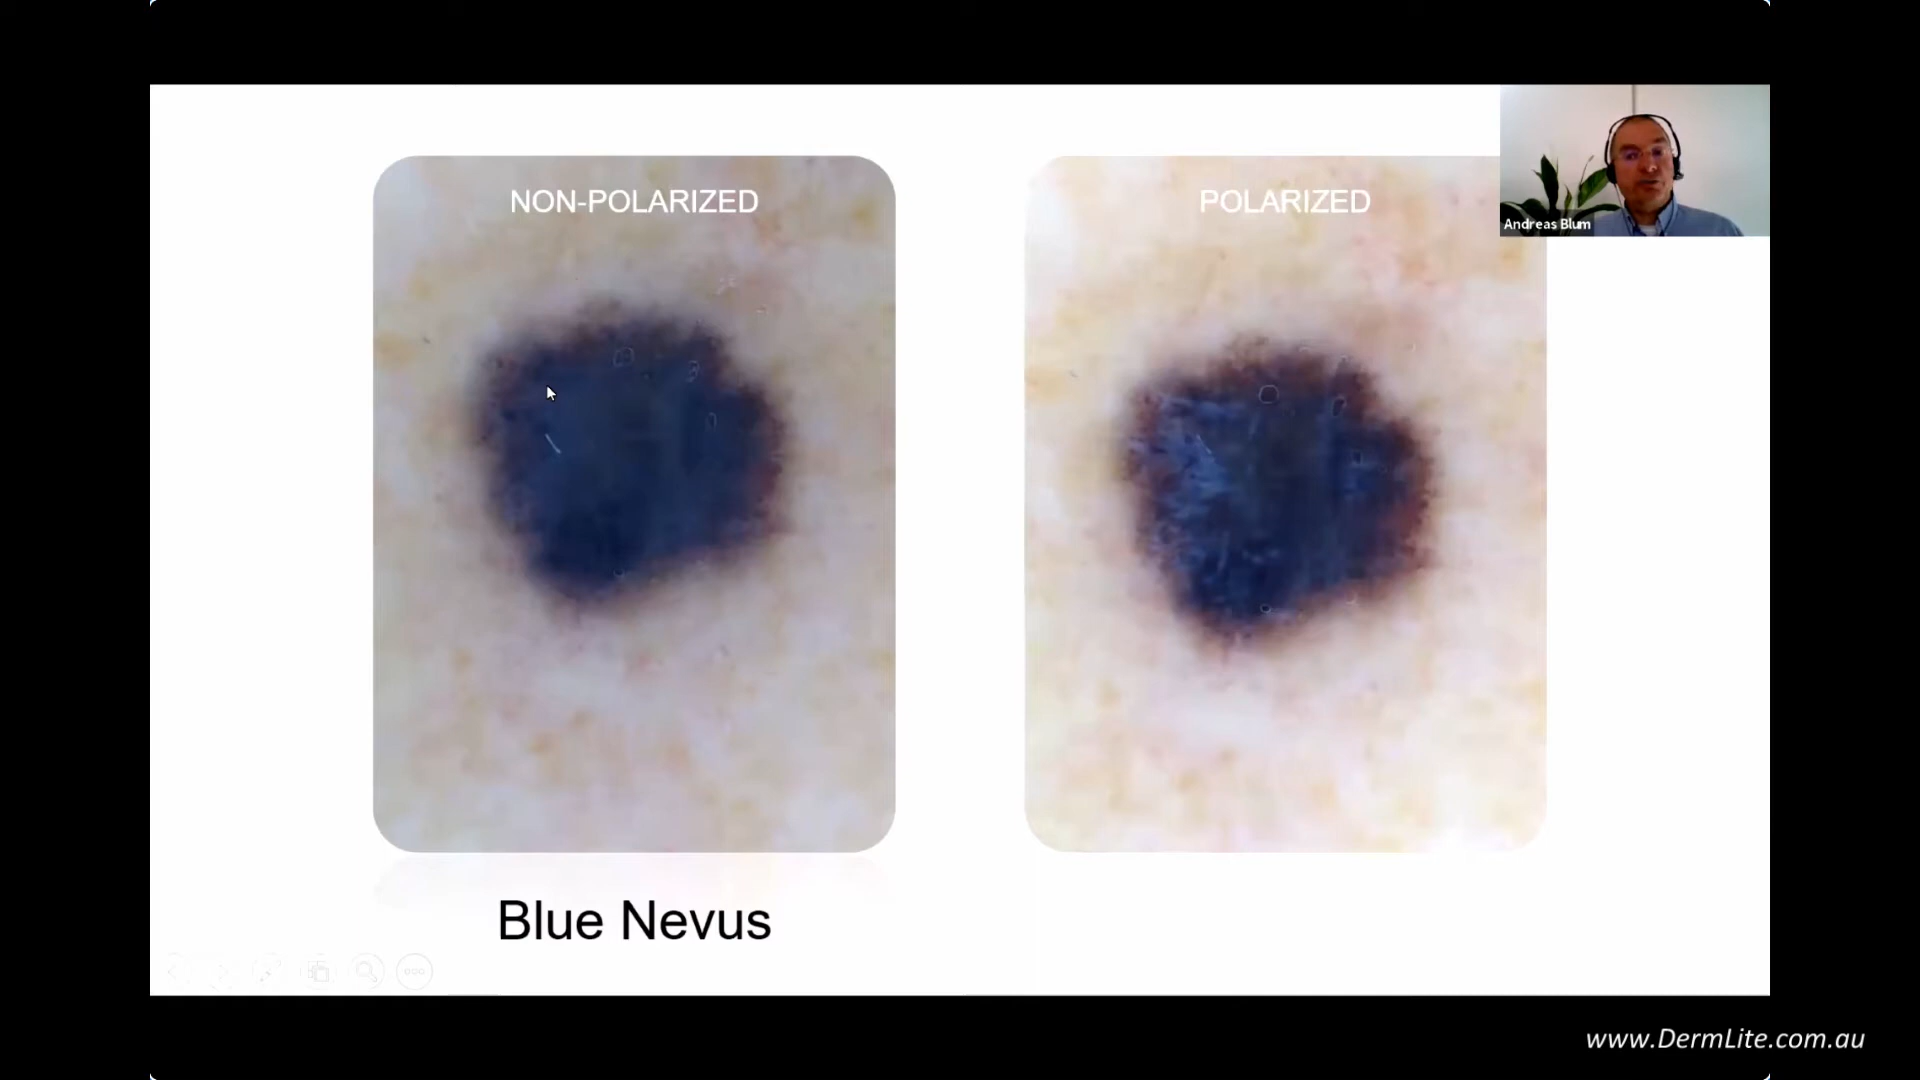 NON-POLARIZED
POLARIZED
Andreas Blum
Blue Nevus
www.DermLite.com.au